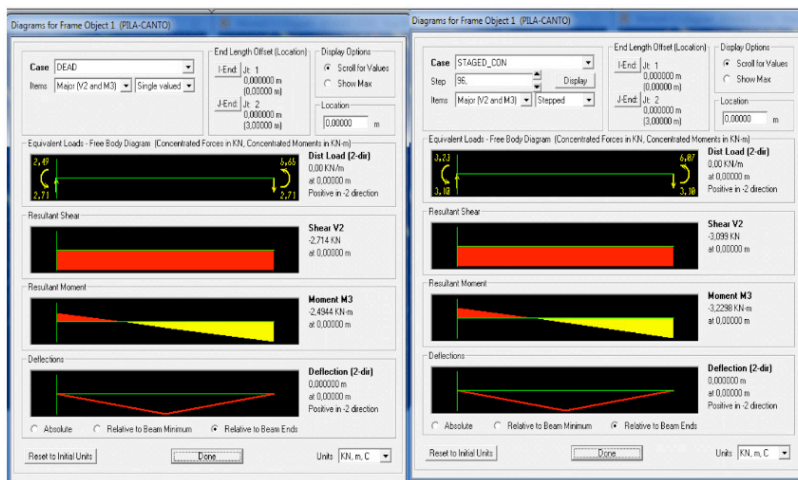 Diagrams for Frame Object 1 (PILA-CANTO)
Case DEAD
Items Major (V2 and M3) Single valued
End Length Offset (Location)
I-End: Jt: 1
0,000000 m
(0,00000 m)
J-End: Jt: 2
0,000000 m
(3,00000 m)
Display Options
Scroll for Values
Show Max
Location
0,00000 m
Equivalent Loads - Free Body Diagram (Concentrated Forces in KN, Concentrated Moments in KN-m)
2,49 5,65
2,71 2,71
Dist Load (2-dir)
0,00 KN/m
at 0,00000 m
Positive in -2 direction
Resultant Shear
Shear V2
-2,714 KN
at 0,00000 m
Resultant Moment
Moment M3
-2,4944 KN-m
at 0,00000 m
Deflections
Deflection (2-dir)
0,000000 m
at 0,00000 m
Positive in -2 direction
Absolute Relative to Beam Minimum Relative to Beam Ends
Reset to Initial Units Done Units KN, m, C
Diagrams for Frame Object 1 (PILA-CANTO)
Case STAGED_CON
Step 96, Display
Items Major (V2 and M3) Stepped
End Length Offset (Location)
I-End: Jt: 1
0,000000 m
(0,00000 m)
J-End: Jt: 2
0,000000 m
(3,00000 m)
Display Options
Scroll for Values
Show Max
Location
0,00000 m
Equivalent Loads - Free Body Diagram (Concentrated Forces in KN, Concentrated Moments in KN-m)
3,23 6,07
3,10 3,10
Dist Load (2-dir)
0,00 KN/m
at 0,00000 m
Positive in -2 direction
Resultant Shear
Shear V2
-3,099 KN
at 0,00000 m
Resultant Moment
Moment M3
-3,2298 KN-m
at 0,00000 m
Deflections
Deflection (2-dir)
0,000000 m
at 0,00000 m
Positive in -2 direction
Absolute Relative to Beam Minimum Relative to Beam Ends
Reset to Initial Units Done Units KN, m, C